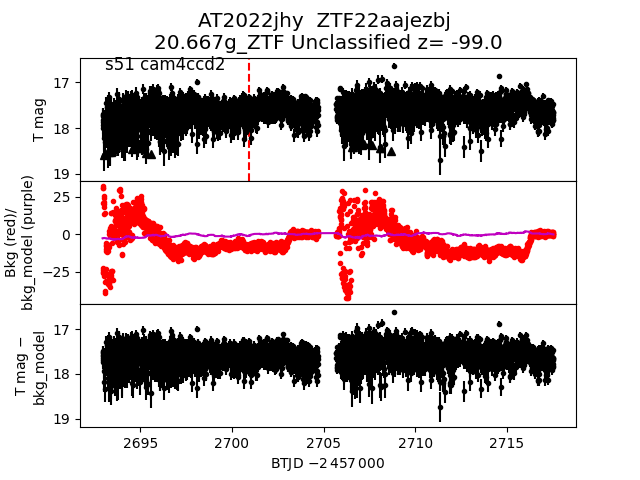 AT2022jhy ZTF22aajezbj
20.667g_ZTF Unclassified z= -99.0
s51 cam4ccd2
T mag
17
18
19
Bkg (red)/
bkg_model (purple)
25
0
−25
T mag −
bkg_model
17
18
19
2695
2700
2705
2710
2715
BTJD −2 457 000